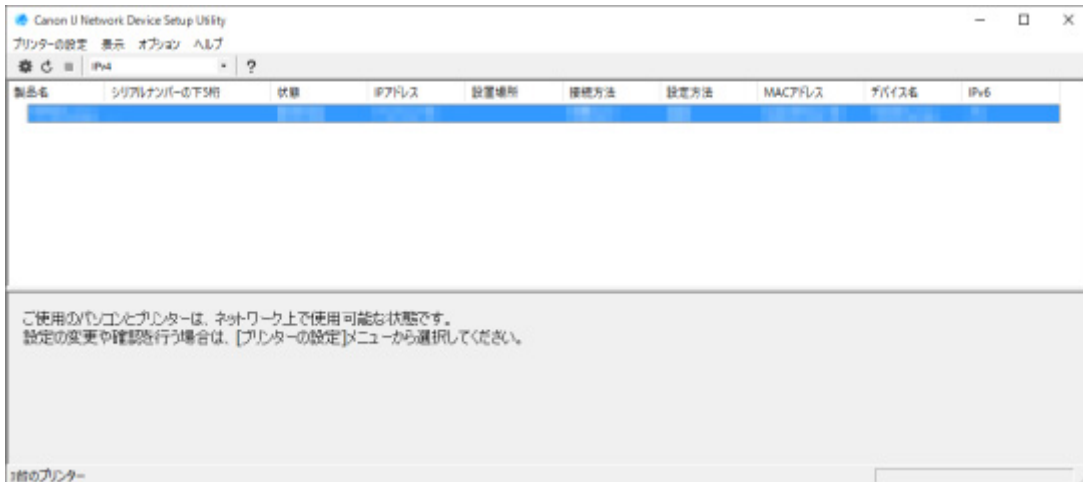 Canon IJ Network Device Setup Utility
プリンターの設定 表示 オプション ヘルプ
IPv4 ?
製品名 シリアルナンバーの下5桁 状態 IPアドレス 設置場所 接続方法 設定方法 MACアドレス デバイス名 IPv6
ご使用のパソコンとプリンターは、ネットワーク上で使用可能な状態です。
設定の変更や確認を行う場合は、[プリンターの設定]メニューから選択してください。
1台のプリンター